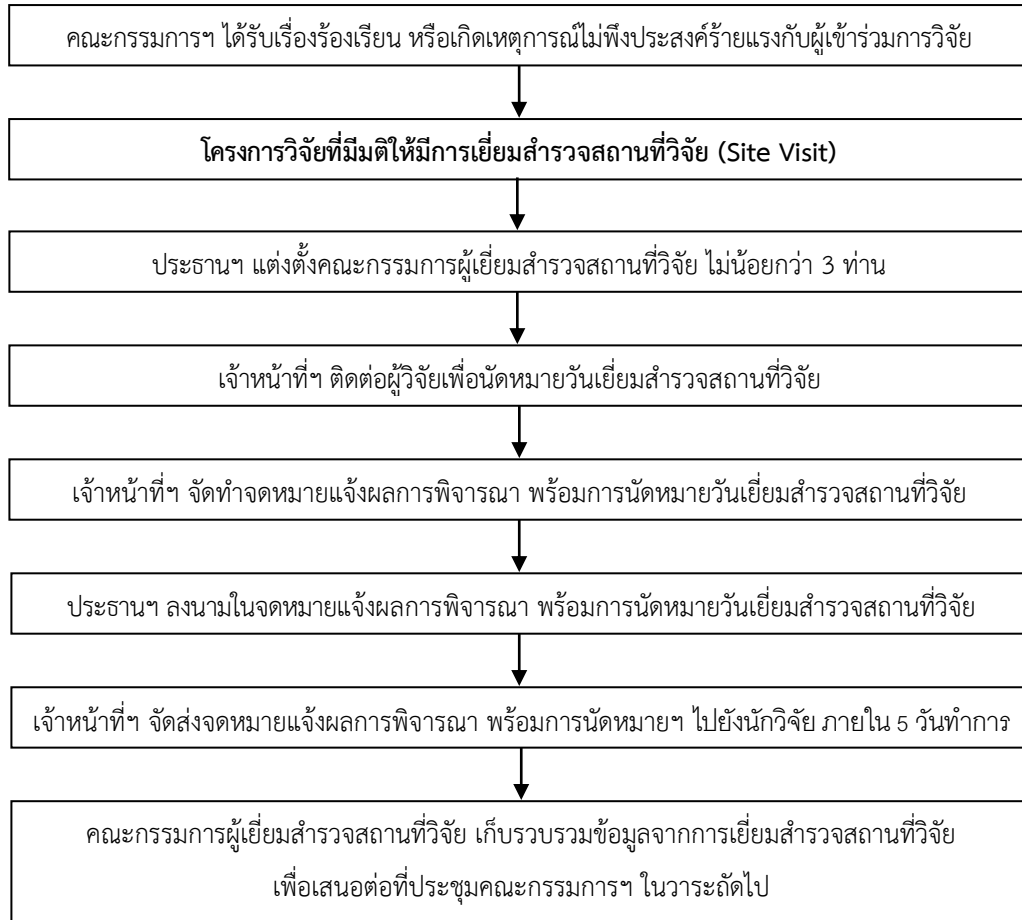 คณะกรรมการฯ ได้รับเรื่องร้องเรียน หรือเกิดเหตุการณ์ไม่พึงประสงค์ร้ายแรงกับผู้เข้าร่วมการวิจัย
โครงการวิจัยที่มีมติให้มีการเยี่ยมสำรวจสถานที่วิจัย (Site Visit)
ประธานฯ แต่งตั้งคณะกรรมการผู้เยี่ยมสำรวจสถานที่วิจัย ไม่น้อยกว่า 3 ท่าน
เจ้าหน้าที่ฯ ติดต่อผู้วิจัยเพื่อนัดหมายวันเยี่ยมสำรวจสถานที่วิจัย
เจ้าหน้าที่ฯ จัดทำจดหมายแจ้งผลการพิจารณา พร้อมการนัดหมายวันเยี่ยมสำรวจสถานที่วิจัย
ประธานฯ ลงนามในจดหมายแจ้งผลการพิจารณา พร้อมการนัดหมายวันเยี่ยมสำรวจสถานที่วิจัย
เจ้าหน้าที่ฯ จัดส่งจดหมายแจ้งผลการพิจารณา พร้อมการนัดหมายฯ ไปยังนักวิจัย ภายใน 5 วันทำการ
คณะกรรมการผู้เยี่ยมสำรวจสถานที่วิจัย เก็บรวบรวมข้อมูลจากการเยี่ยมสำรวจสถานที่วิจัย
เพื่อเสนอต่อที่ประชุมคณะกรรมการฯ ในวาระถัดไป